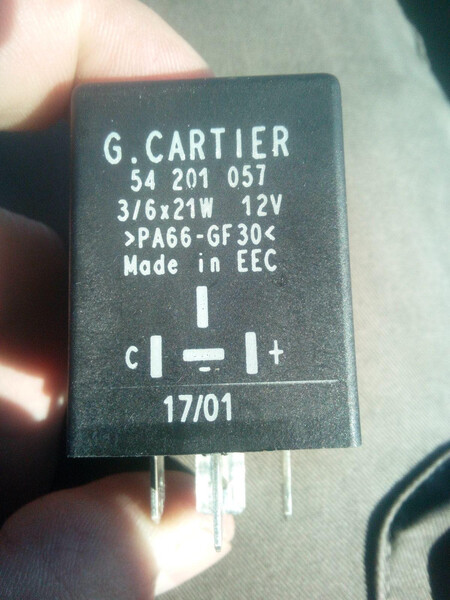 G.CARTIER
54 201 057
3/6x21W 12V
>PA66-GF30<
Made in EEC
C +
17/01